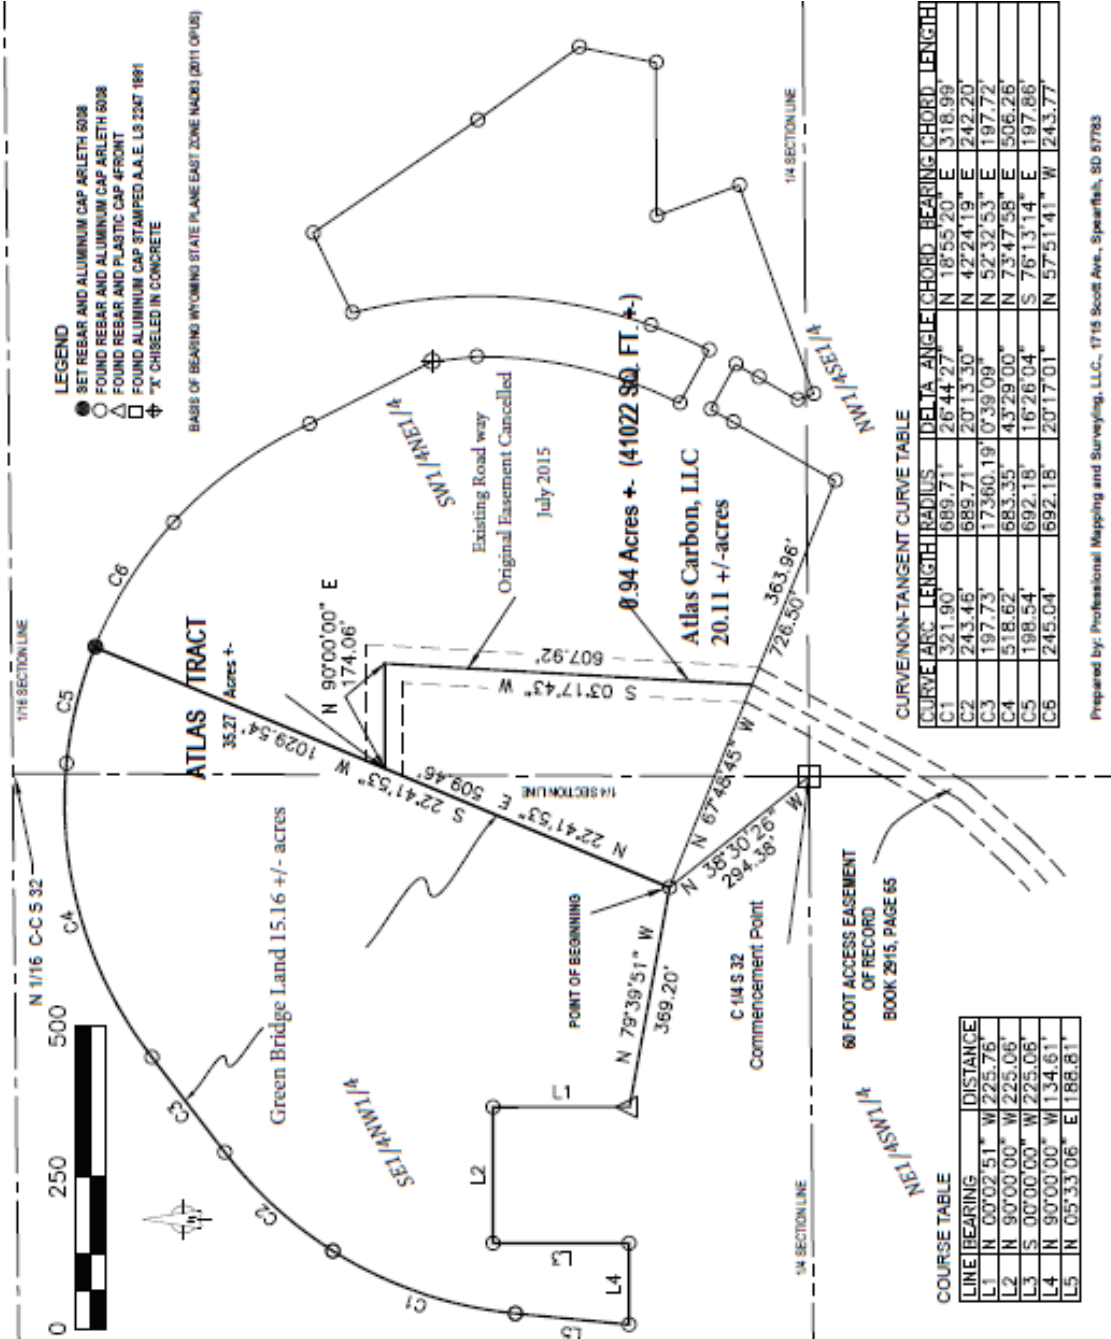 LEGEND
SET REBAR AND ALUMINUM CAP ARLETH 6008
FOUND REBAR AND ALUMINUM CAP ARLETH 6008
FOUND REBAR AND PLASTIC CAP 4FRONT
FOUND ALUMINUM CAP STAMPED A.A.E. LS 2247 1991
"X" CHISELED IN CONCRETE
BASIS OF BEARING WYOMING STATE PLANE EAST ZONE NAD83 (2011 OPUS)
0 250 500
N 1/16 C-C S 32
1/16 SECTION LINE
C1
C2
C3
C4
C5
C6
ATLAS TRACT
35.27 Acres +-
Green Bridge Land 15.16 +/- acres
S 22°41'53" W 1029.54'
N 22°41'53" E 509.46'
N 90°00'00" E
174.06'
SW1/4NE1/4
Existing Road way
Original Easement Cancelled
July 2015
0.94 Acres +- (41022 SQ. FT. +-)
Atlas Carbon, LLC
20.11 +/-acres
S 03°17'43" W
607.92'
1/4 SECTION LINE
SE1/4NW1/4
L1
L2
L3
L4
L5
POINT OF BEGINNING
N 79°39'51" W
369.20'
N 67°48'45" W 726.50'
363.96'
N 38°30'26" W
294.38'
C 1/4 S 32
Commencement Point
1/4 SECTION LINE
1/4 SECTION LINE
NW1/4SE1/4
NE1/4SW1/4
60 FOOT ACCESS EASEMENT
OF RECORD
BOOK 2915, PAGE 65
COURSE TABLE
LINE BEARING DISTANCE
L1 N 00°02'51" W 225.76'
L2 N 90°00'00" W 225.06'
L3 S 00°00'00" W 225.06'
L4 N 90°00'00" W 134.61'
L5 N 05°33'06" E 188.81'
CURVE/NON-TANGENT CURVE TABLE
CURVE ARC LENGTH RADIUS DELTA ANGLE CHORD BEARING CHORD LENGTH
C1 321.90' 689.71' 26°44'27" N 18°55'20" E 318.99'
C2 243.46' 689.71' 20°13'30" N 42°24'19" E 242.20'
C3 197.73' 17360.19' 0°39'09" N 52°32'53" E 197.72'
C4 518.62' 683.35' 43°29'00" N 73°47'58" E 506.26'
C5 198.54' 692.18' 16°26'04" S 76°13'14" E 197.86'
C6 245.04' 692.18' 20°17'01" N 57°51'41" W 243.77'
Prepared by: Professional Mapping and Surveying, LLC., 1715 Scott Ave., Spearfish, SD 57783